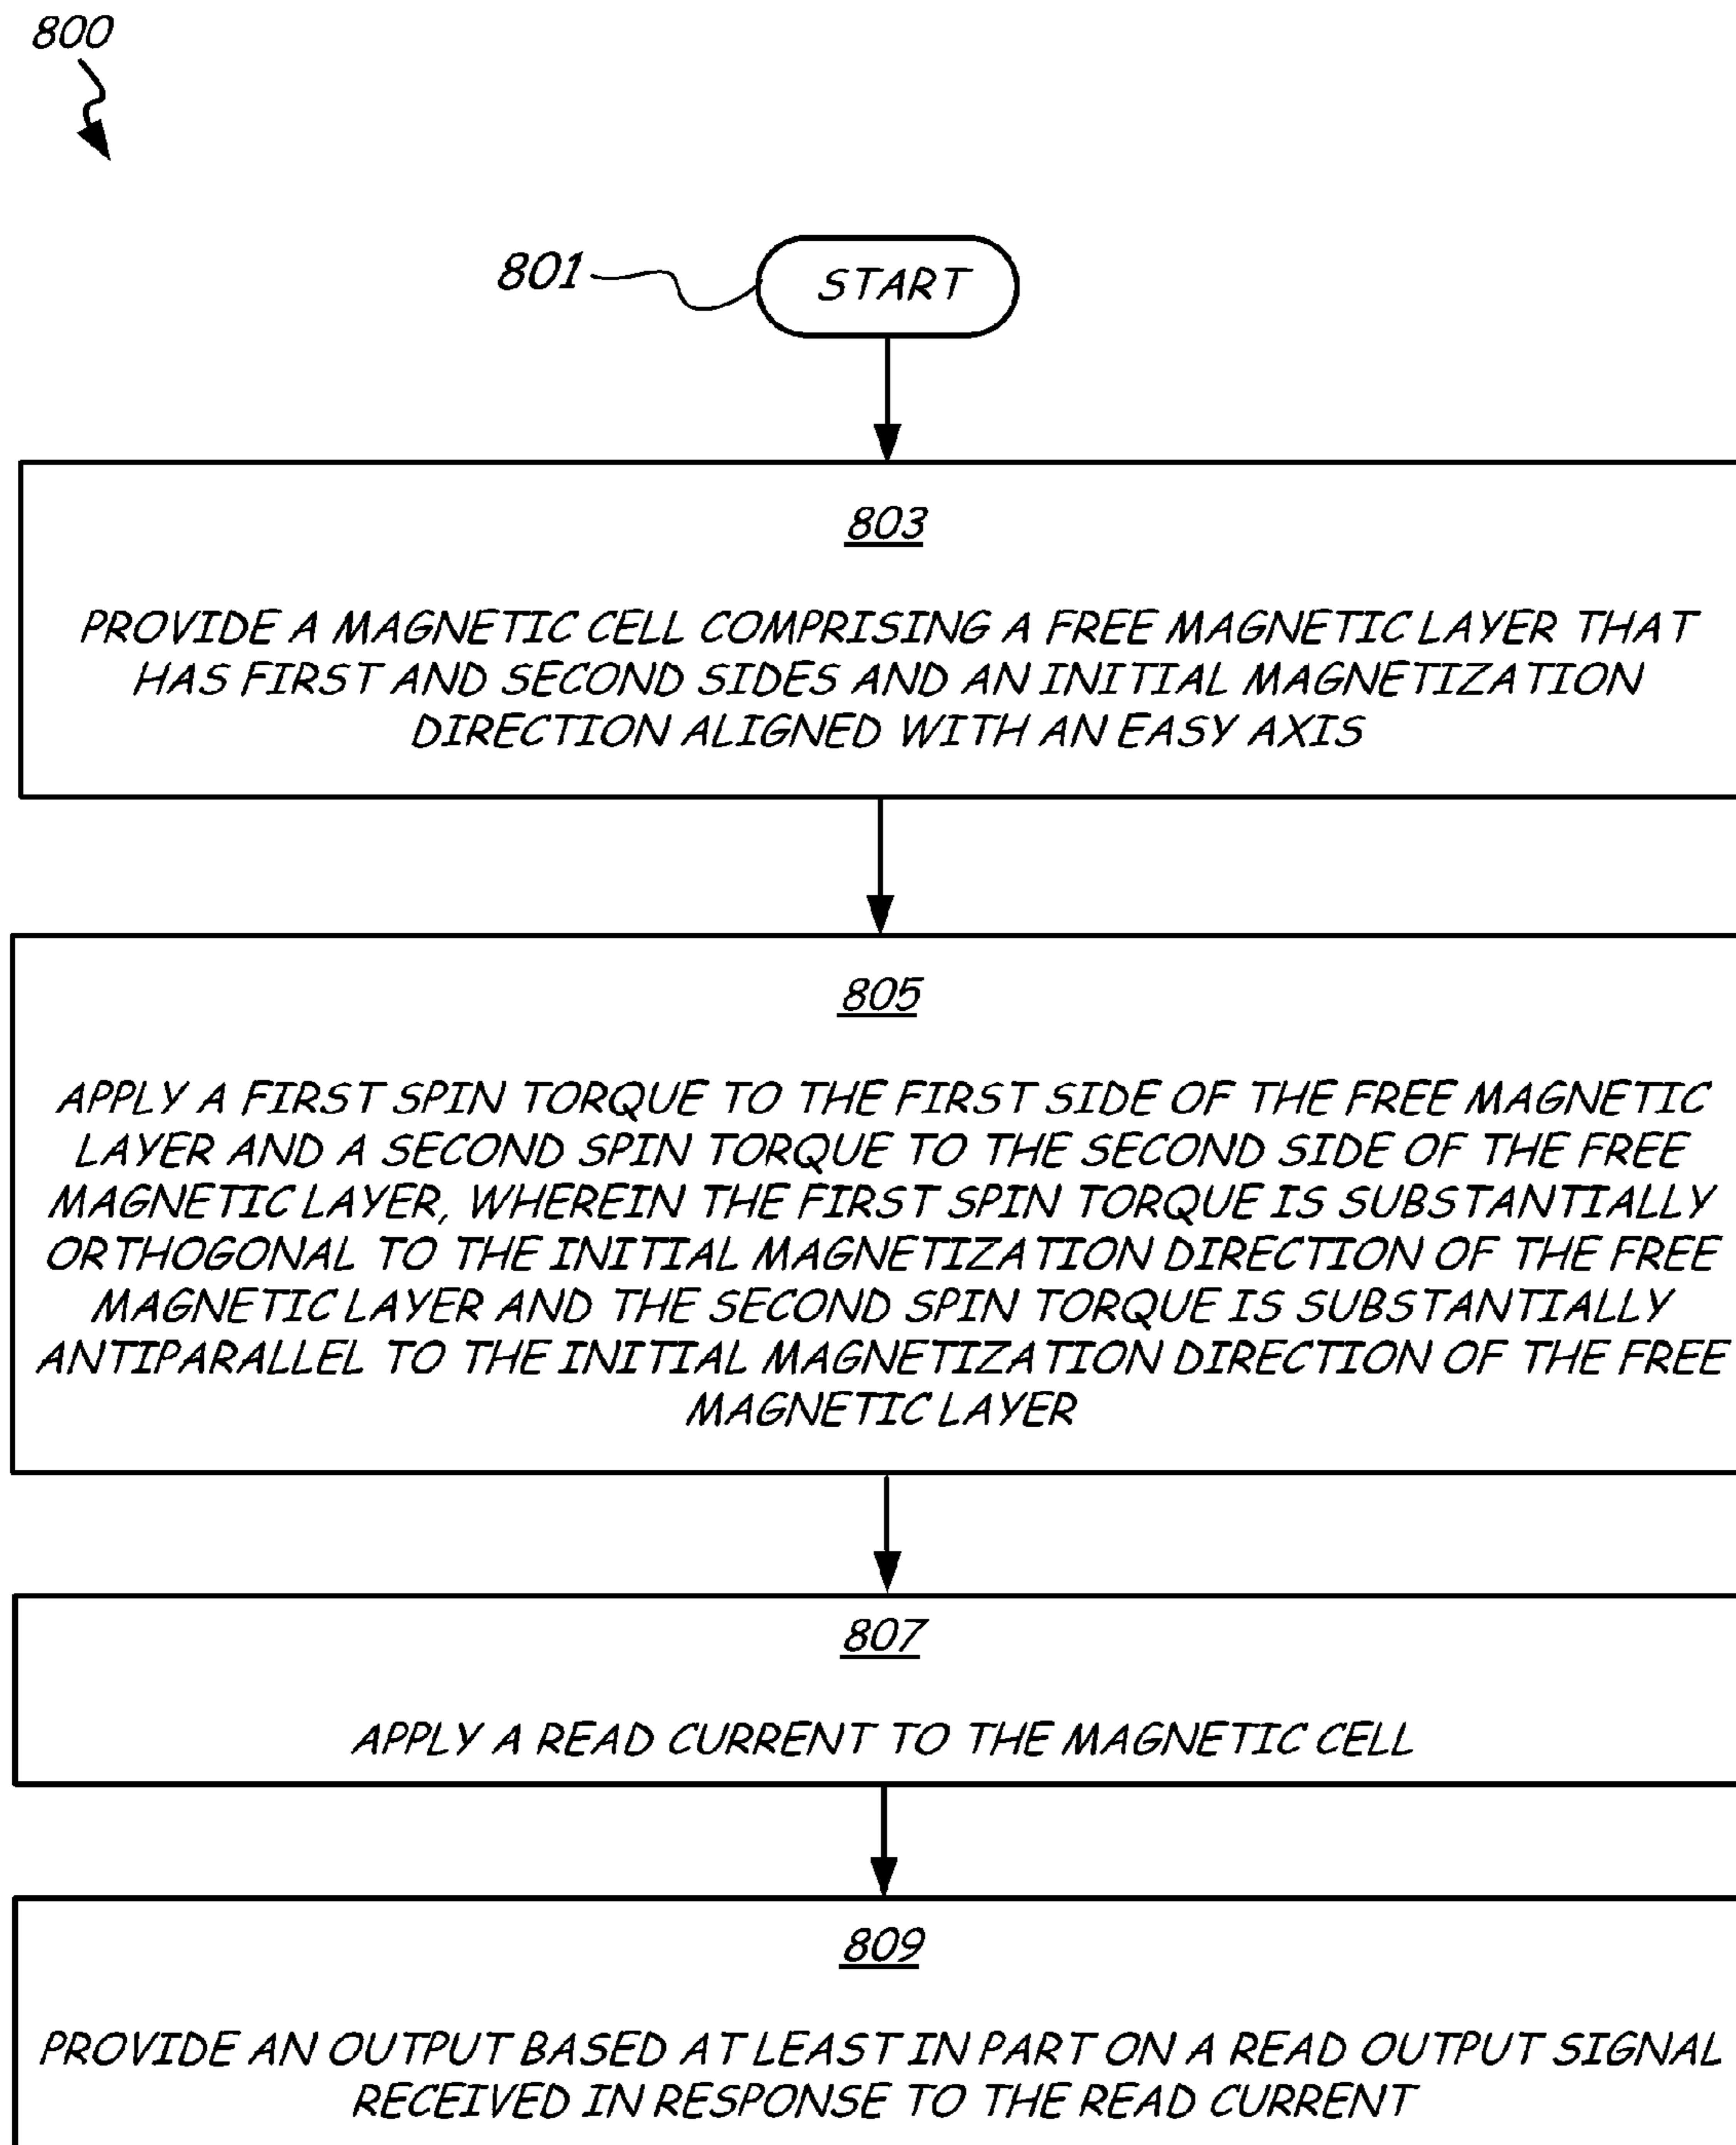 800
801
START
803
PROVIDE A MAGNETIC CELL COMPRISING A FREE MAGNETIC LAYER THAT
HAS FIRST AND SECOND SIDES AND AN INITIAL MAGNETIZATION
DIRECTION ALIGNED WITH AN EASY AXIS
805
APPLY A FIRST SPIN TORQUE TO THE FIRST SIDE OF THE FREE MAGNETIC
LAYER AND A SECOND SPIN TORQUE TO THE SECOND SIDE OF THE FREE
MAGNETIC LAYER, WHEREIN THE FIRST SPIN TORQUE IS SUBSTANTIALLY
ORTHOGONAL TO THE INITIAL MAGNETIZATION DIRECTION OF THE FREE
MAGNETIC LAYER AND THE SECOND SPIN TORQUE IS SUBSTANTIALLY
ANTIPARALLEL TO THE INITIAL MAGNETIZATION DIRECTION OF THE FREE
MAGNETIC LAYER
807
APPLY A READ CURRENT TO THE MAGNETIC CELL
809
PROVIDE AN OUTPUT BASED AT LEAST IN PART ON A READ OUTPUT SIGNAL
RECEIVED IN RESPONSE TO THE READ CURRENT